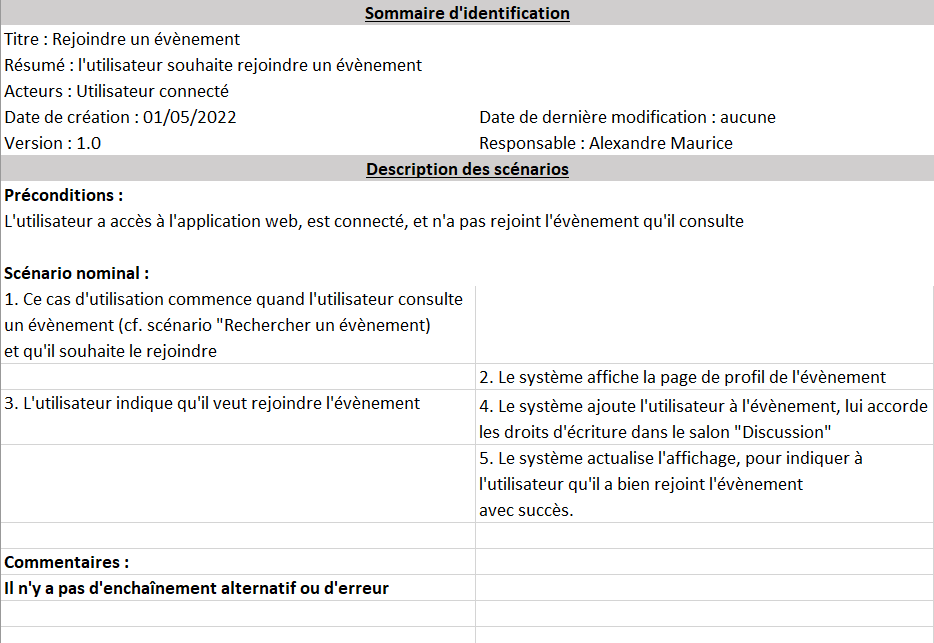 Sommaire d'identification
Titre : Rejoindre un évènement
Résumé : l'utilisateur souhaite rejoindre un évènement
Acteurs : Utilisateur connecté
Date de création : 01/05/2022
Date de dernière modification : aucune
Version : 1.0
Responsable : Alexandre Maurice
Description des scénarios
Préconditions :
L'utilisateur a accès à l'application web, est connecté, et n'a pas rejoint l'évènement qu'il consulte
Scénario nominal :
1. Ce cas d'utilisation commence quand l'utilisateur consulte
un évènement (cf. scénario "Rechercher un évènement)
et qu'il souhaite le rejoindre
2. Le système affiche la page de profil de l'évènement
3. L'utilisateur indique qu'il veut rejoindre l'évènement
4. Le système ajoute l'utilisateur à l'évènement, lui accorde
les droits d'écriture dans le salon "Discussion"
5. Le système actualise l'affichage, pour indiquer à
l'utilisateur qu'il a bien rejoint l'évènement
avec succès.
Commentaires :
Il n'y a pas d'enchaînement alternatif ou d'erreur